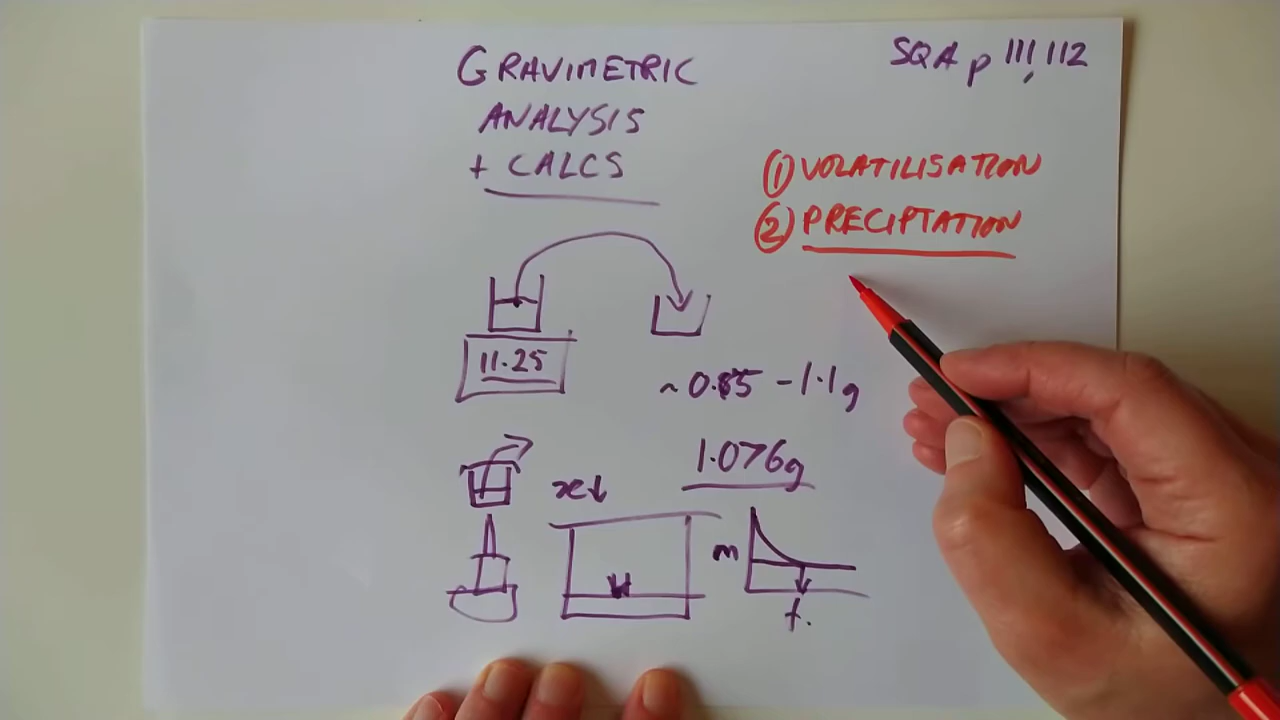 GRAVIMETRIC
ANALYSIS
+ CALCS
SQA p 111, 112
① VOLATILISATION
② PRECIPTATION
11.25
~ 0.85 - 1.1g
1.076g
x↓
m
t.